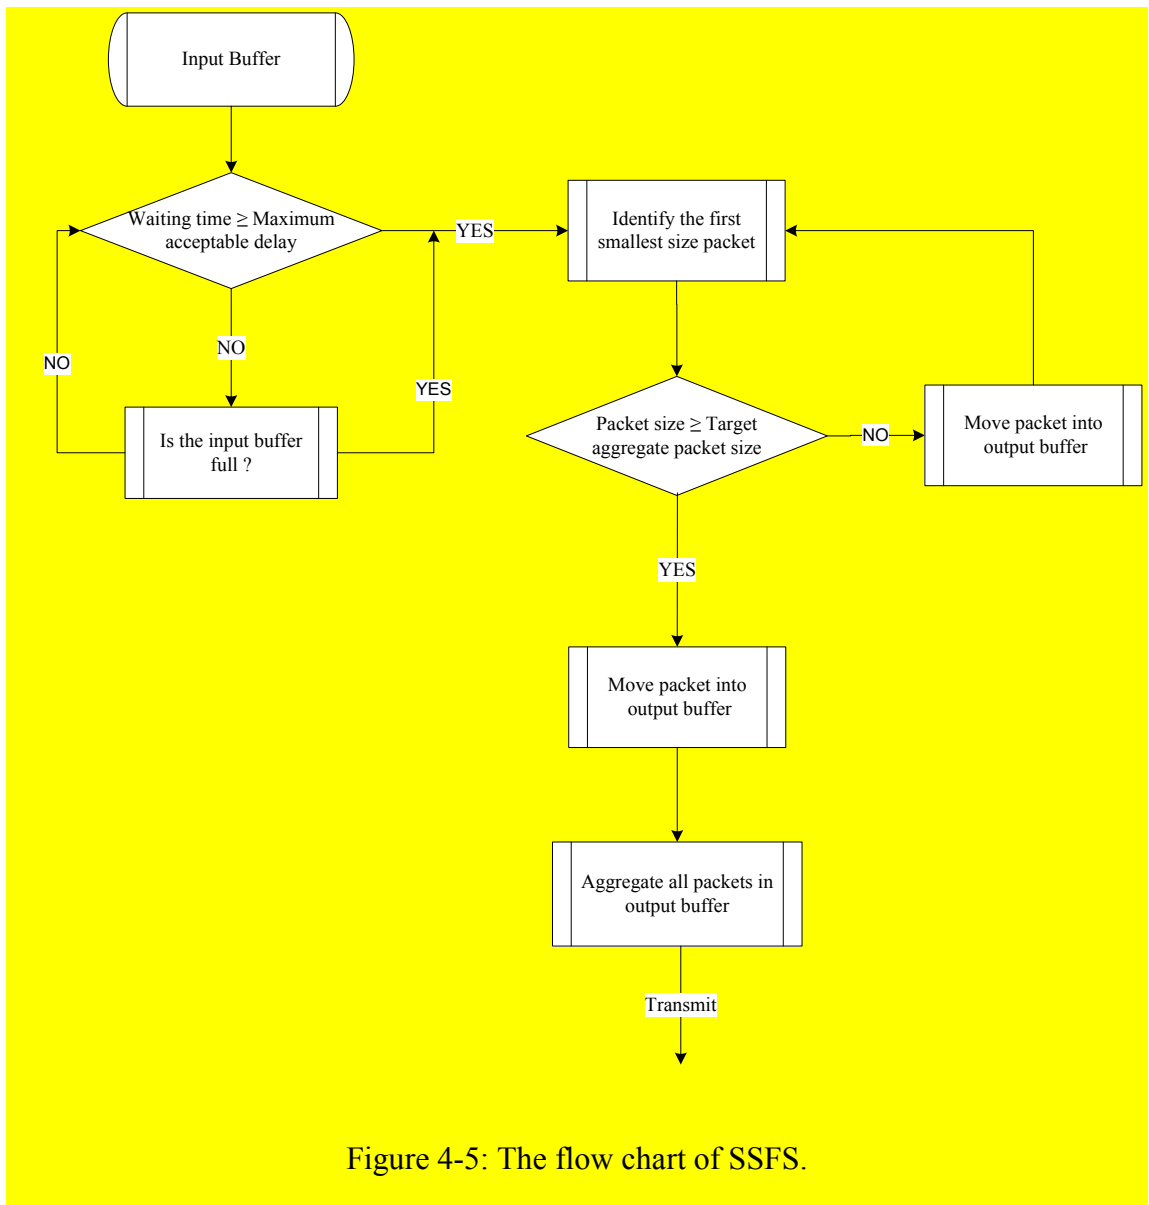 Input Buffer
Waiting time ≥ Maximum
acceptable delay
YES
NO
NO
YES
Is the input buffer
full ?
Identify the first
smallest size packet
Packet size ≥ Target
aggregate packet size
NO
Move packet into
output buffer
YES
Move packet into
output buffer
Aggregate all packets in
output buffer
Transmit
Figure 4-5: The flow chart of SSFS.